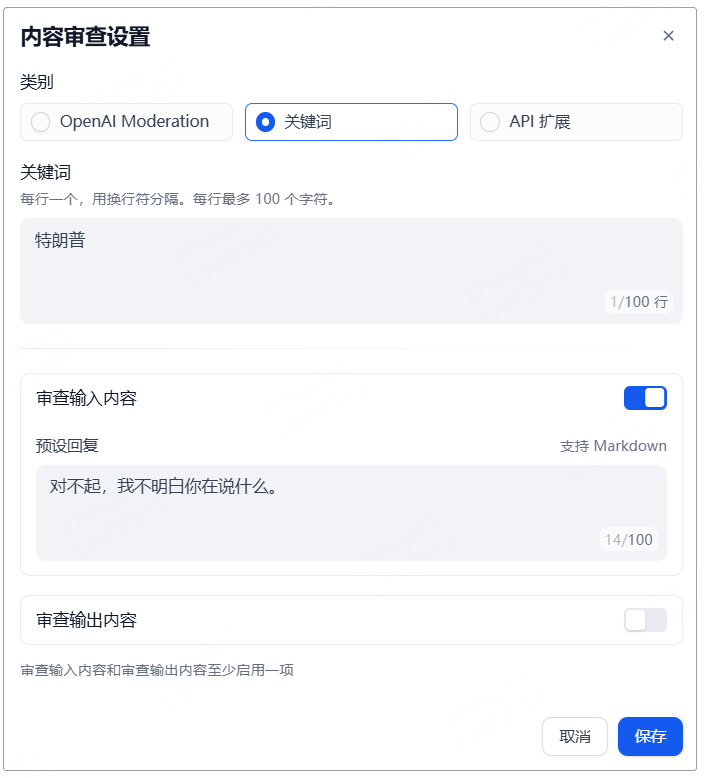 内容审查设置
类别
OpenAI Moderation
关键词
API 扩展
关键词
每行一个，用换行符分隔。每行最多 100 个字符。
特朗普
1/100 行
审查输入内容
预设回复
支持 Markdown
对不起，我不明白你在说什么。
14/100
审查输出内容
审查输入内容和审查输出内容至少启用一项
取消
保存